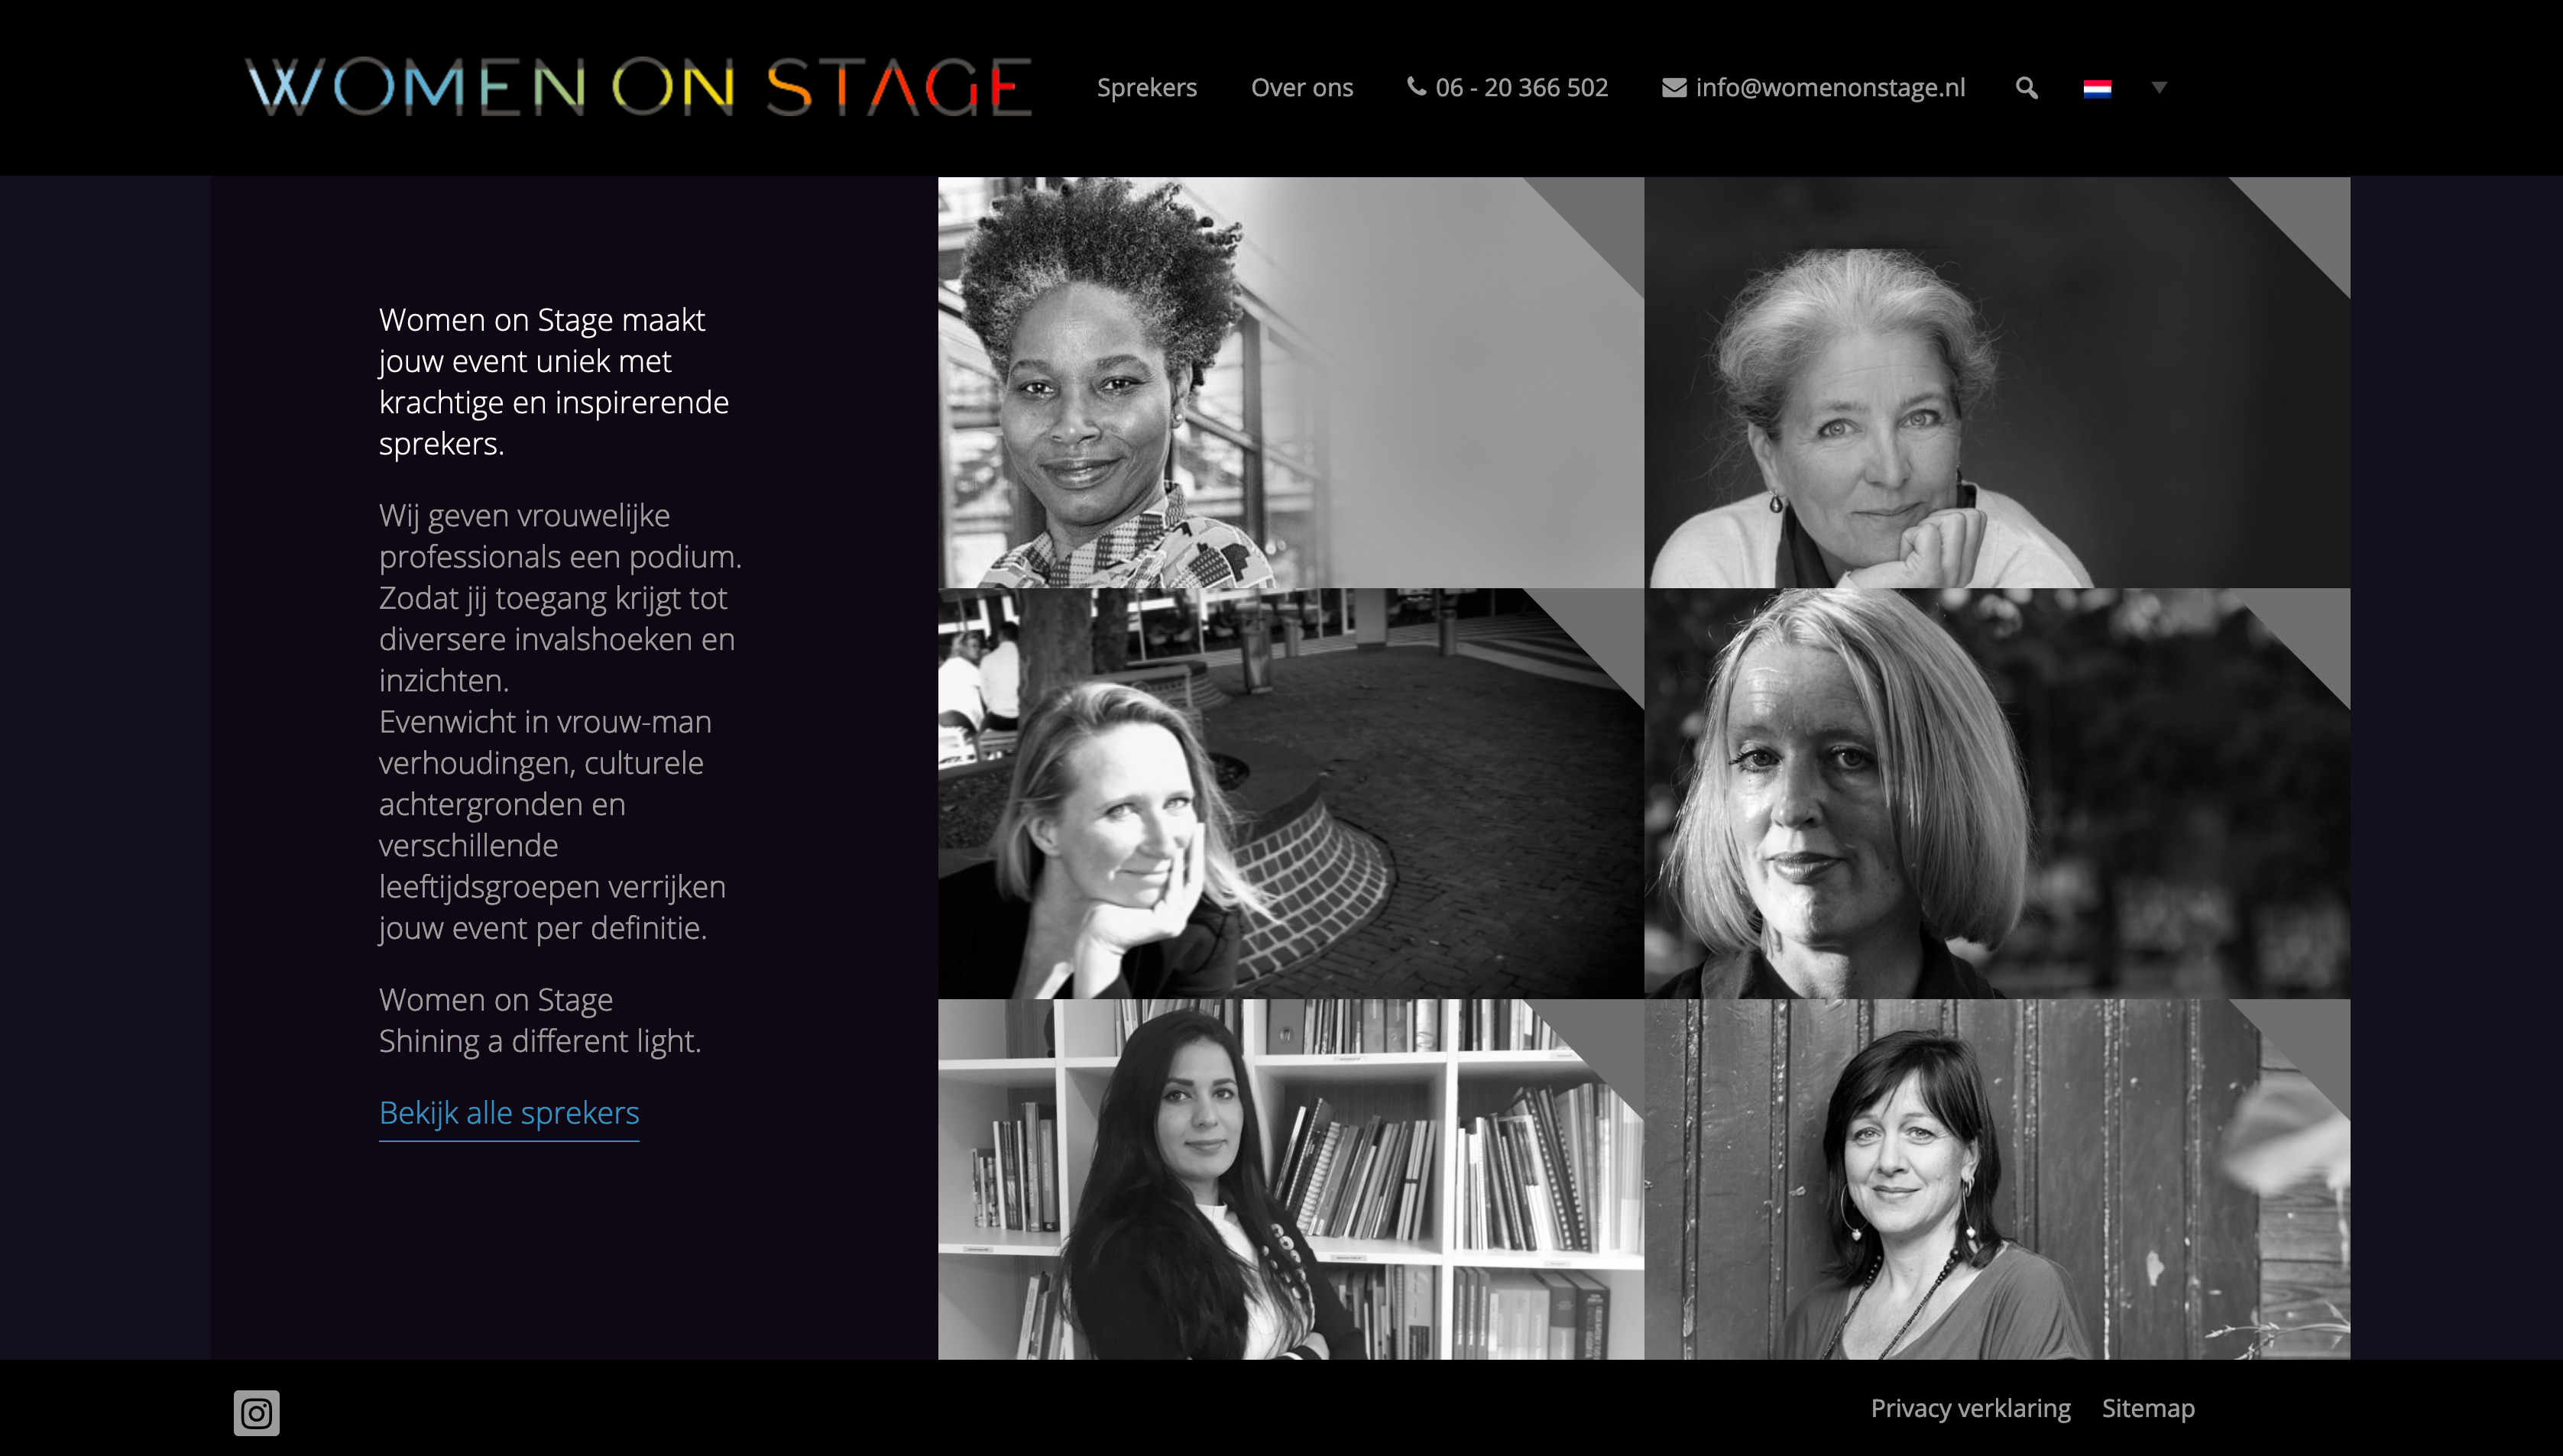 WOMEN ON STAGE
Sprekers
Over ons
06 - 20 366 502
info@womenonstage.nl
Women on Stage maakt
jouw event uniek met
krachtige en inspirerende
sprekers.
Wij geven vrouwelijke
professionals een podium.
Zodat jij toegang krijgt tot
diversere invalshoeken en
inzichten.
Evenwicht in vrouw-man
verhoudingen, culturele
achtergronden en
verschillende
leeftijdsgroepen verrijken
jouw event per definitie.
Women on Stage
Shining a different light.
Bekijk alle sprekers
Privacy verklaring
Sitemap